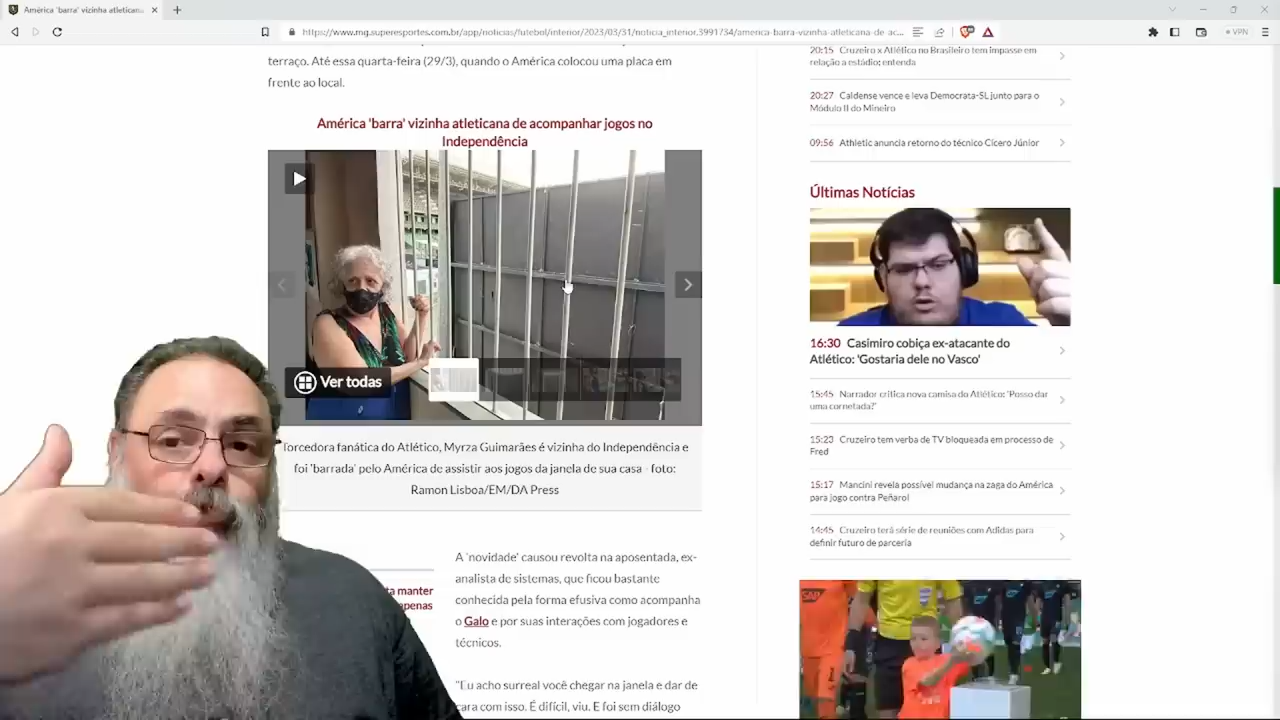 América 'barra' vizinha atleticana
https://www.mg.superesportes.com.br/app/noticias/futebol/interior/2023/03/31/noticia_interior,3991734/america-barra-vizinha-atleticana-de-ac...
VPN
terraço. Até essa quarta-feira (29/3), quando o América colocou uma placa em
frente ao local.
América 'barra' vizinha atleticana de acompanhar jogos no
Independência
Ver todas
Torcedora fanática do Atlético, Myrza Guimarães é vizinha do Independência e
foi 'barrada' pelo América de assistir aos jogos da janela de sua casa - foto:
Ramon Lisboa/EM/DA Press
ta manter
apenas
A 'novidade' causou revolta na aposentada, ex-
analista de sistemas, que ficou bastante
conhecida pela forma efusiva como acompanha
o Galo e por suas interações com jogadores e
técnicos.
"Eu acho surreal você chegar na janela e dar de
cara com isso. É difícil, viu. E foi sem diálogo
20:15 Cruzeiro x Atlético no Brasileiro tem impasse em
relação a estádio; entenda
20:27 Caldense vence e leva Democrata-SL junto para o
Módulo II do Mineiro
09:56 Athletic anuncia retorno do técnico Cícero Júnior
Últimas Notícias
16:30 Casimiro cobiça ex-atacante do
Atlético: 'Gostaria dele no Vasco'
15:45 Narrador critica nova camisa do Atlético: 'Posso dar
uma cornetada?'
15:23 Cruzeiro tem verba de TV bloqueada em processo de
Fred
15:17 Mancini revela possível mudança na zaga do América
para jogo contra Peñarol
14:45 Cruzeiro terá série de reuniões com Adidas para
definir futuro de parceria
SAP